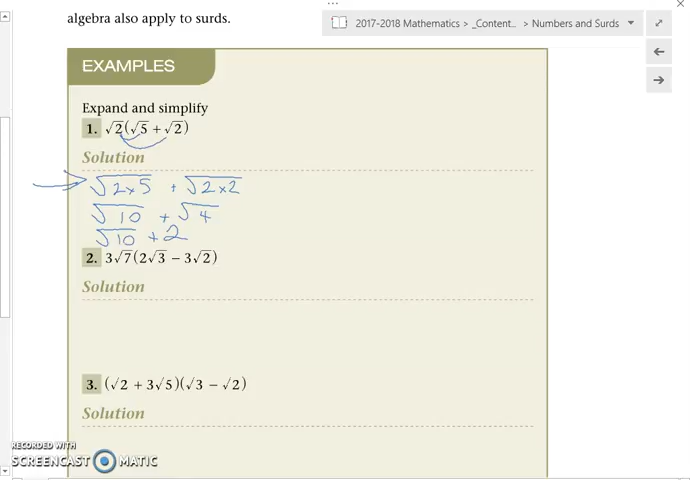 algebra also apply to surds.
2017-2018 Mathematics > _Content... > Numbers and Surds
EXAMPLES
Expand and simplify
1. √2(√5 + √2)
Solution
√2×5 + √2×2
√10 + √4
√10 + 2
2. 3√7(2√3 − 3√2)
Solution
3. (√2 + 3√5)(√3 − √2)
Solution
RECORDED WITH
SCREENCAST MATIC